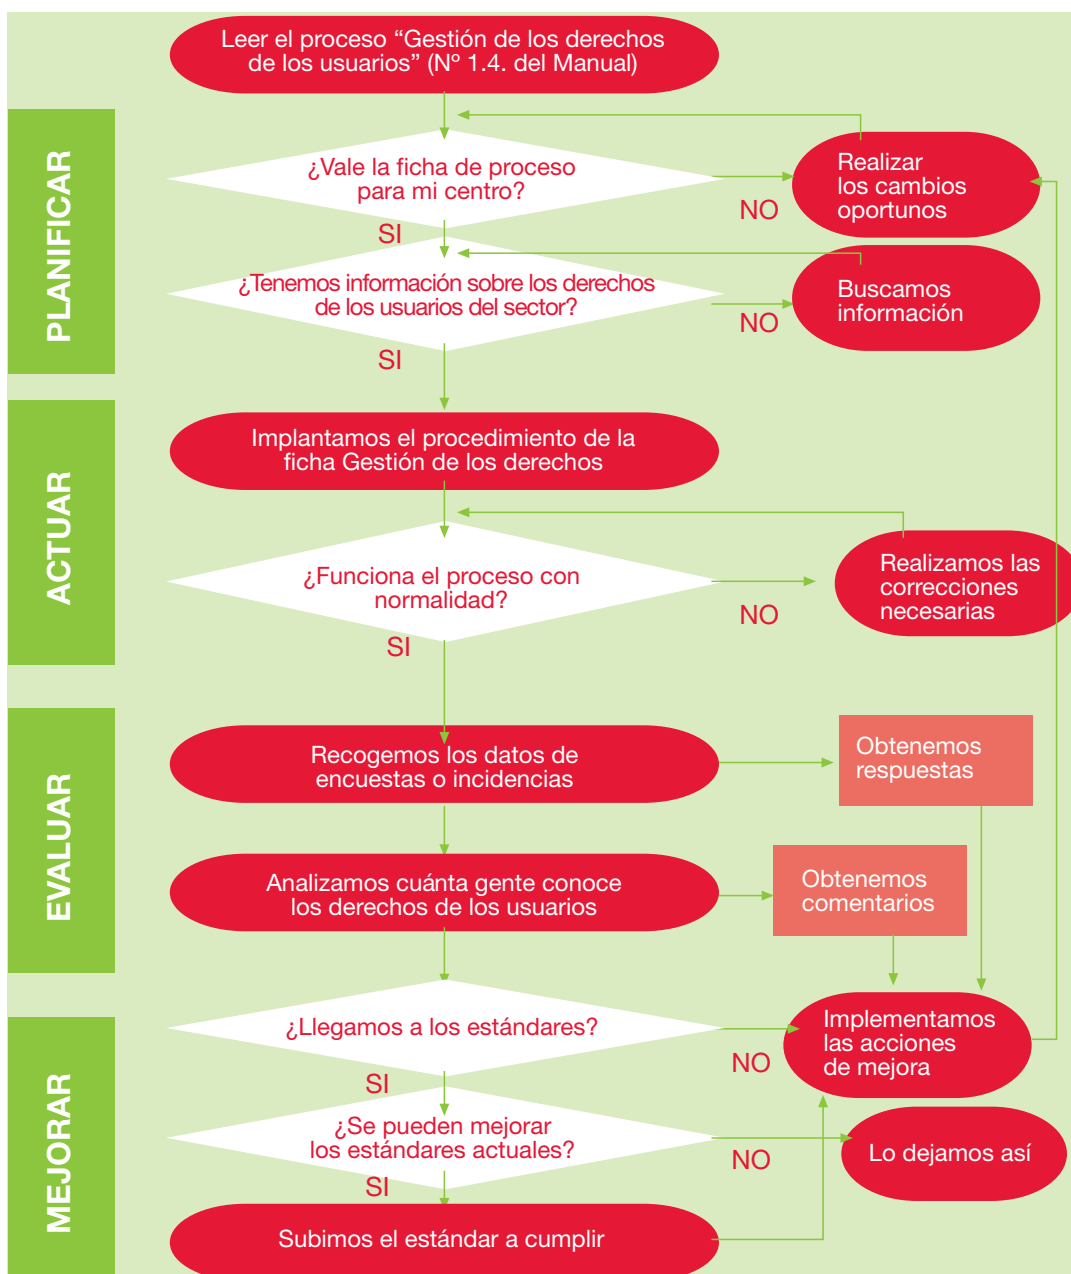 Leer el proceso “Gestión de los derechos
de los usuarios” (Nº 1.4. del Manual)
PLANIFICAR
¿Vale la ficha de proceso
para mi centro?
NO
Realizar
los cambios
oportunos
SI
¿Tenemos información sobre los derechos
de los usuarios del sector?
NO
Buscamos
información
SI
ACTUAR
Implantamos el procedimiento de la
ficha Gestión de los derechos
¿Funciona el proceso con
normalidad?
NO
Realizamos las
correcciones
necesarias
SI
EVALUAR
Recogemos los datos de
encuestas o incidencias
Obtenemos
respuestas
Analizamos cuánta gente conoce
los derechos de los usuarios
Obtenemos
comentarios
MEJORAR
¿Llegamos a los estándares?
NO
Implementamos
las acciones
de mejora
SI
¿Se pueden mejorar
los estándares actuales?
NO
Lo dejamos así
SI
Subimos el estándar a cumplir